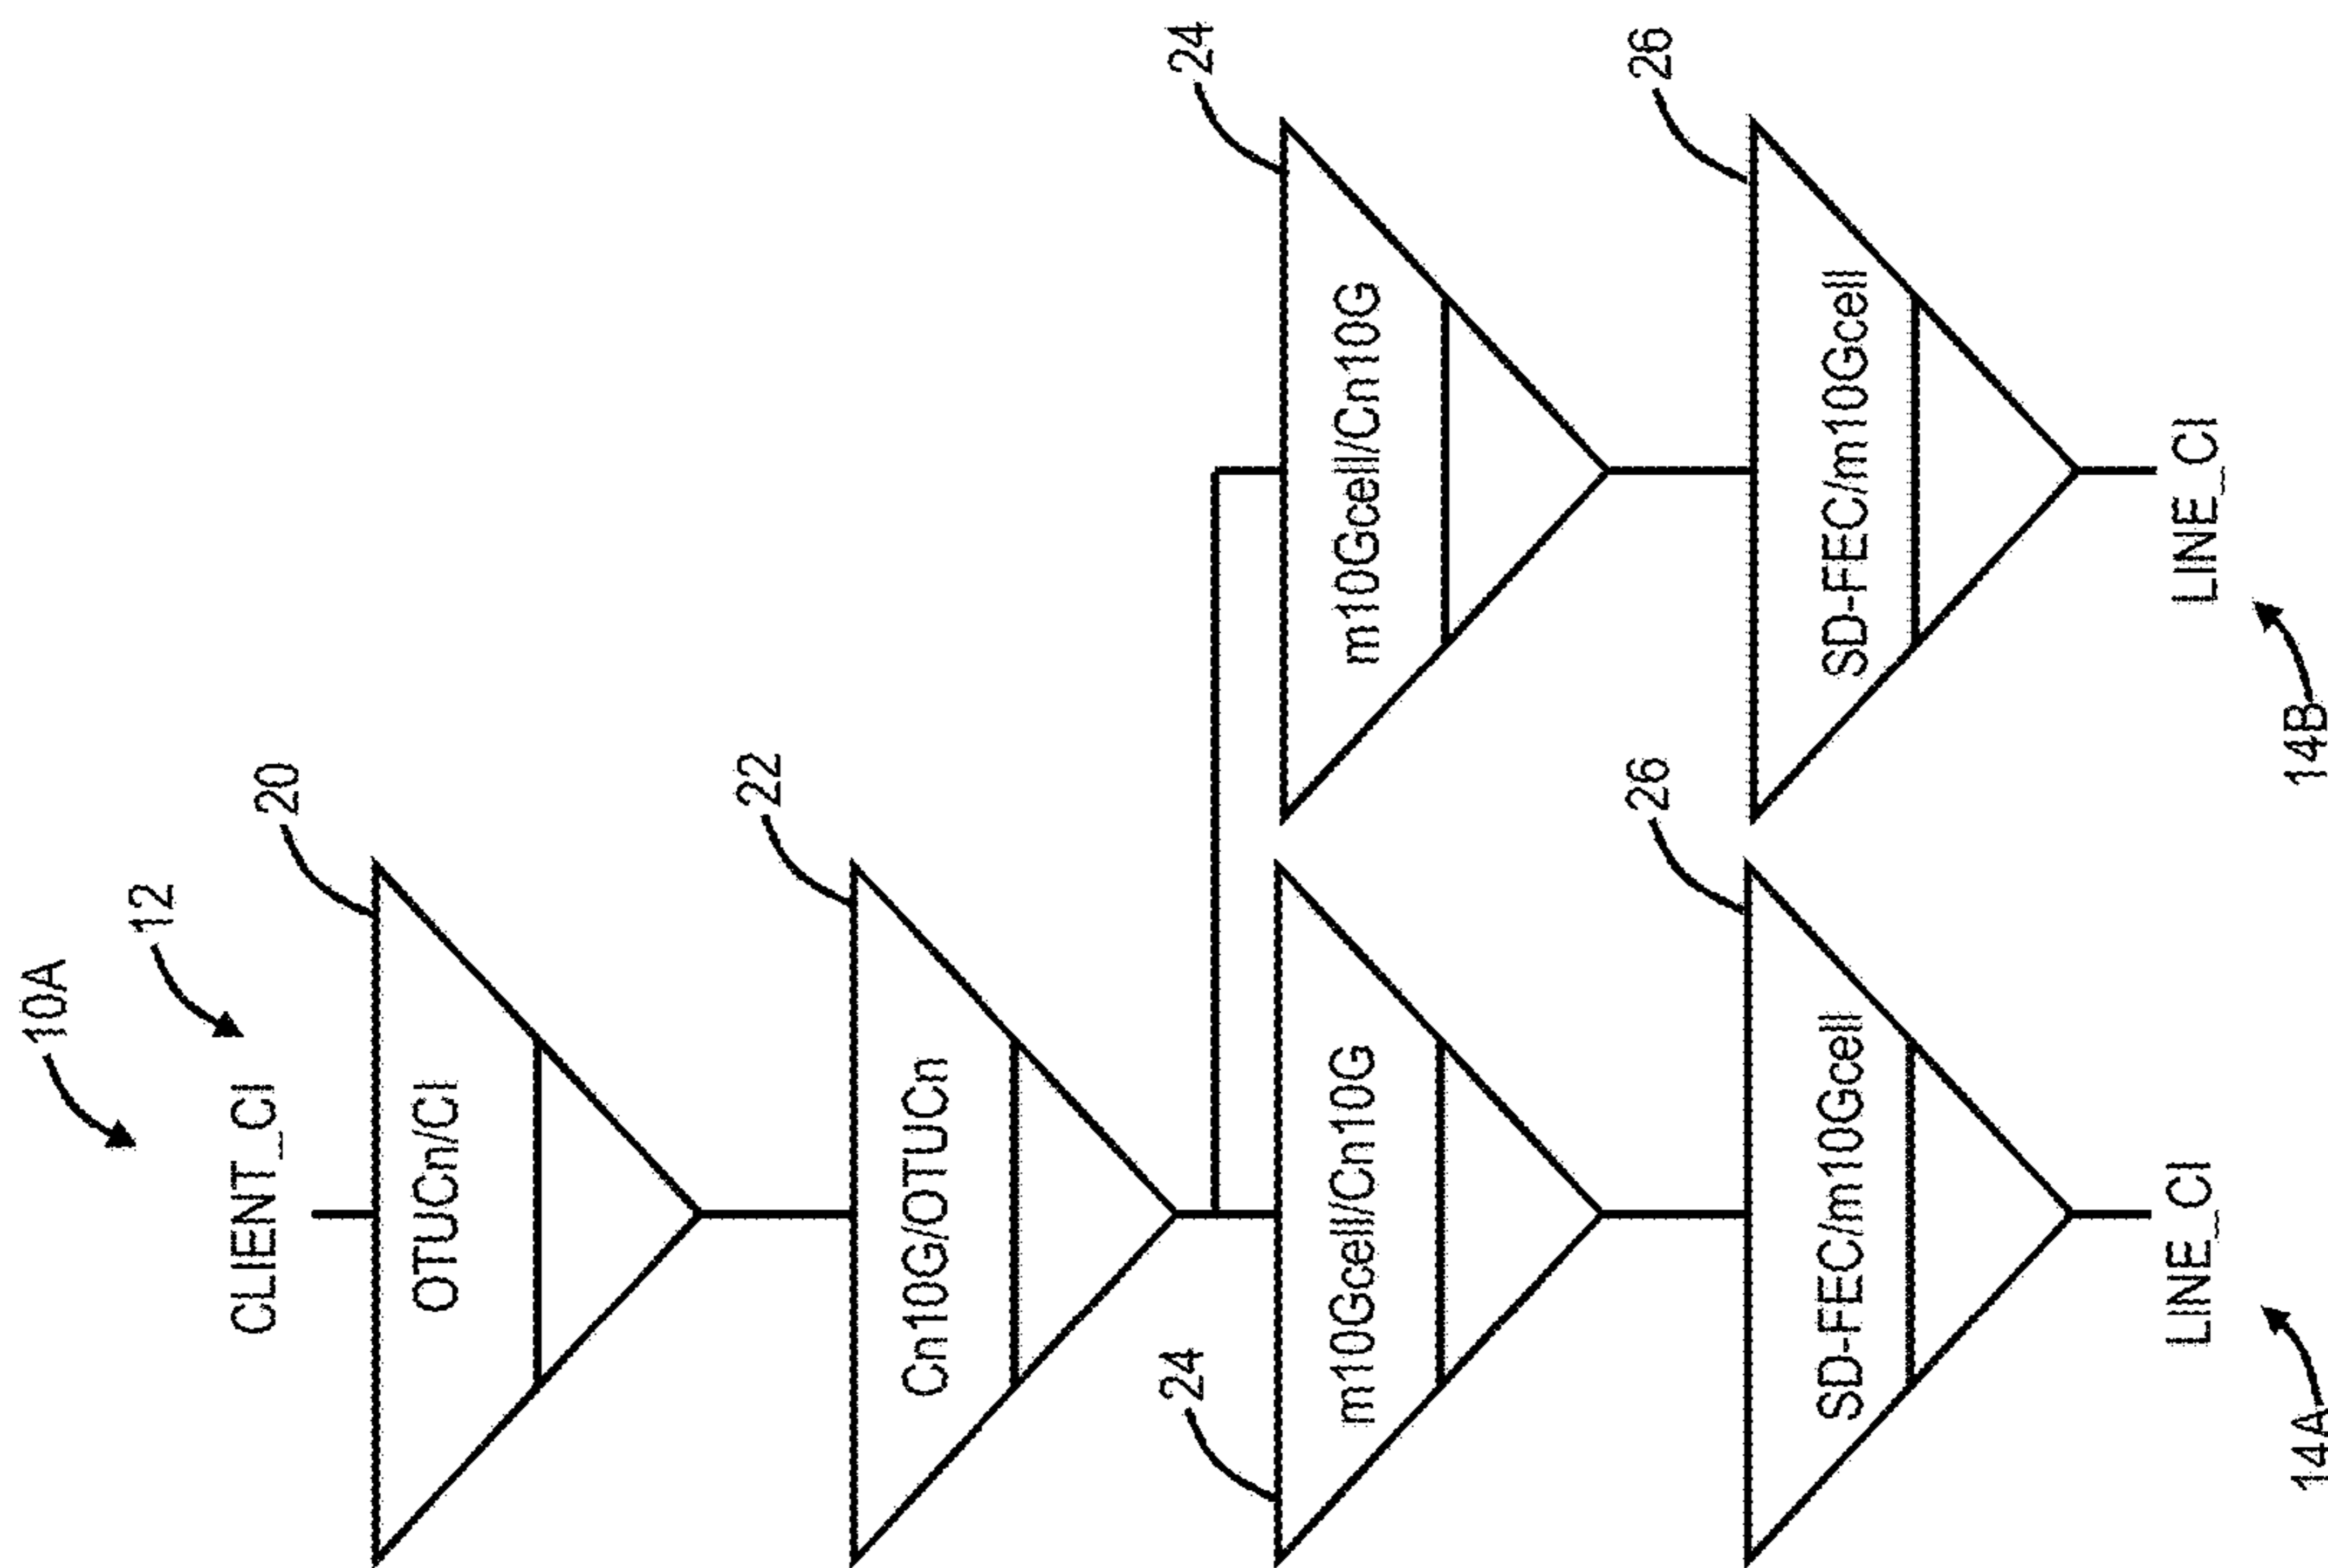 10A
12
CLIENT_CI
20
OTUCn/CI
22
Cn10G/OTUCn
24
m10Gcell/Cn10G
24
m10Gcell/Cn10G
26
SD-FEC/m10Gcell
26
SD-FEC/m10Gcell
LINE_CI
14A
LINE_CI
14B